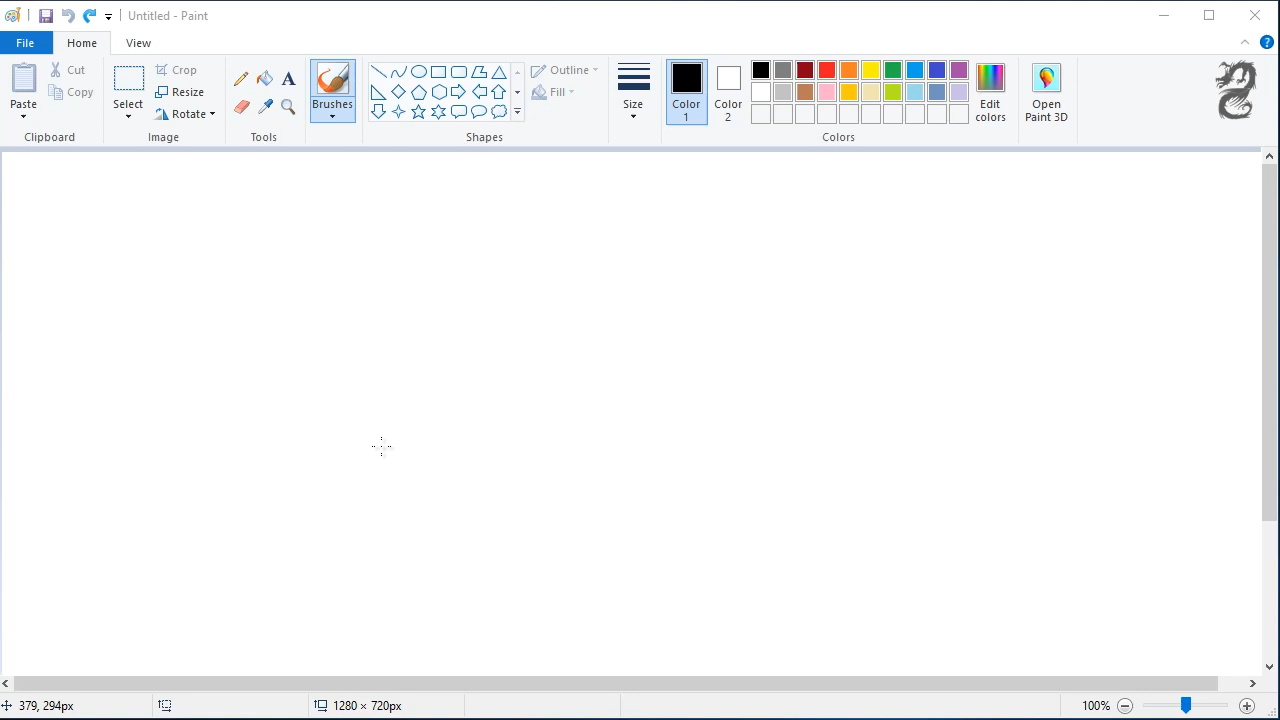 Untitled - Paint
File Home View
Paste Cut Copy
Clipboard
Select Crop Resize Rotate
Image
A
Tools
Brushes
Outline Fill
Shapes
Size
Color 1
Color 2
Edit colors
Colors
Open Paint 3D
?
379, 294px
1280 × 720px
100%